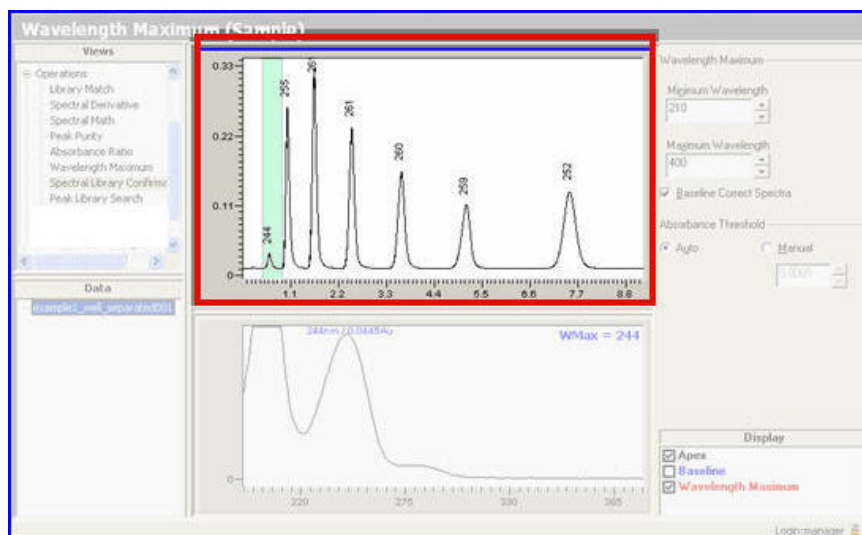 Wavelength Maximum (Sample)
Views
Operations
Library Match
Spectral Derivative
Spectral Math
Peak Purity
Absorbance Ratio
Wavelength Maximum
Spectral Library Confirma
Peak Library Search
Data
example1_well_separated001
0.33
0.22
0.11
0
244
255
261
261
260
259
252
1.1 2.2 3.3 4.4 5.5 6.6 7.7 8.8
244nm / 0.0445Au
WMax = 244
0
220 275 330 385
Wavelength Maximum
Minimum Wavelength
210
Maximum Wavelength
400
Baseline Correct Spectra
Absorbance Threshold
Auto Manual
0.0005
Display
Apex
Baseline
Wavelength Maximum
Login:manager